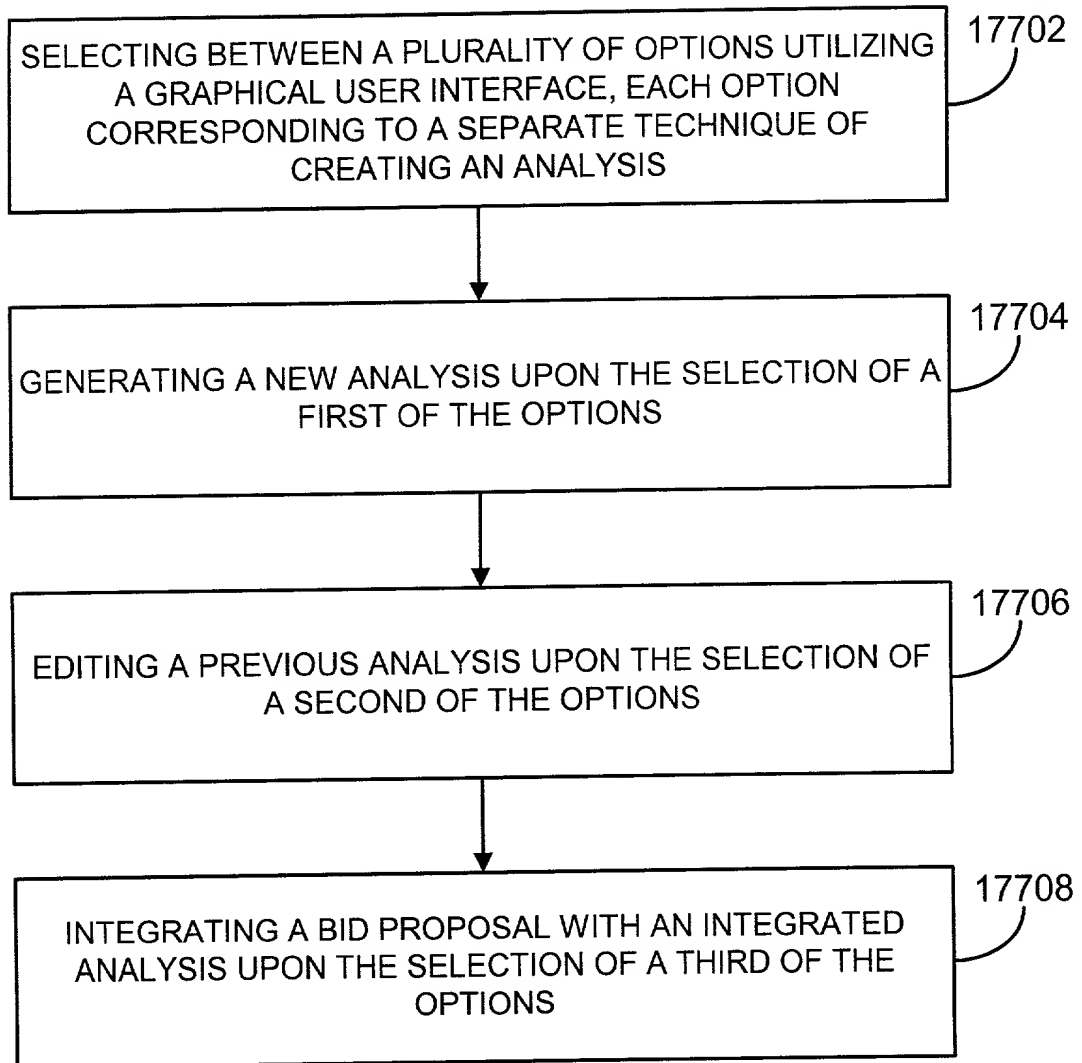 SELECTING BETWEEN A PLURALITY OF OPTIONS UTILIZING
A GRAPHICAL USER INTERFACE, EACH OPTION
CORRESPONDING TO A SEPARATE TECHNIQUE OF
CREATING AN ANALYSIS
17702
GENERATING A NEW ANALYSIS UPON THE SELECTION OF A
FIRST OF THE OPTIONS
17704
EDITING A PREVIOUS ANALYSIS UPON THE SELECTION OF
A SECOND OF THE OPTIONS
17706
INTEGRATING A BID PROPOSAL WITH AN INTEGRATED
ANALYSIS UPON THE SELECTION OF A THIRD OF THE
OPTIONS
17708